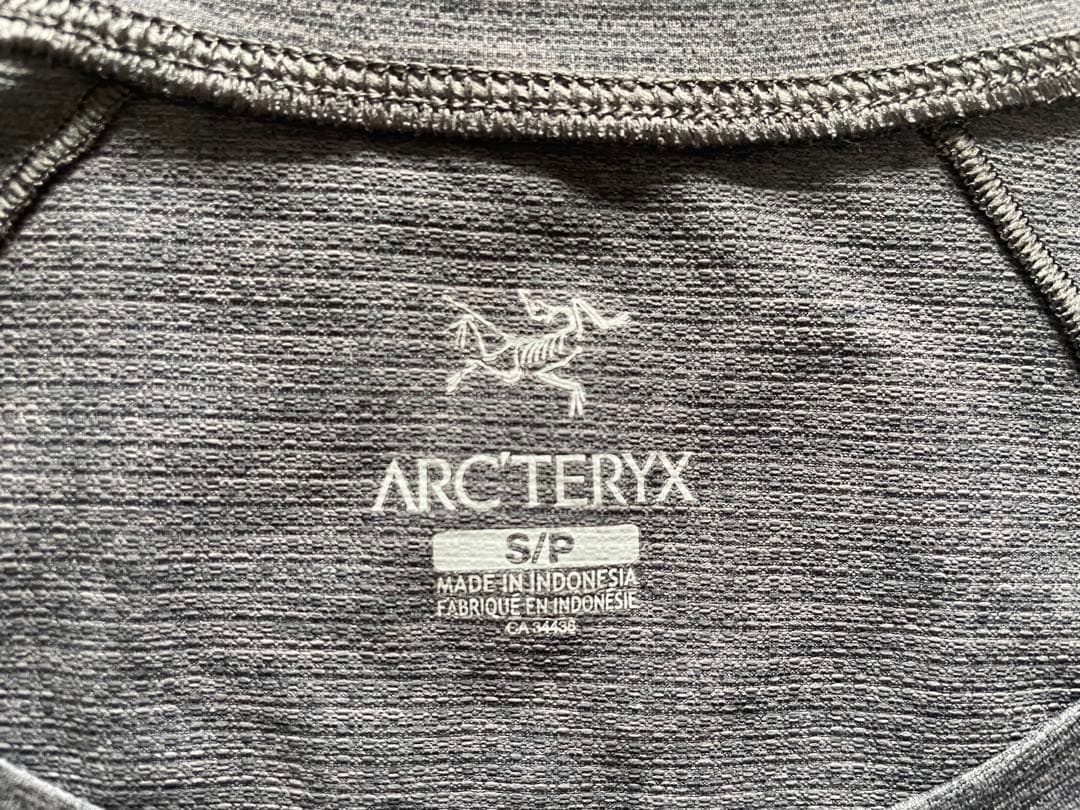 ARC'TERYX
S/P
MADE IN INDONESIA
FABRIQUÉ EN INDONÉSIE
CA 34438